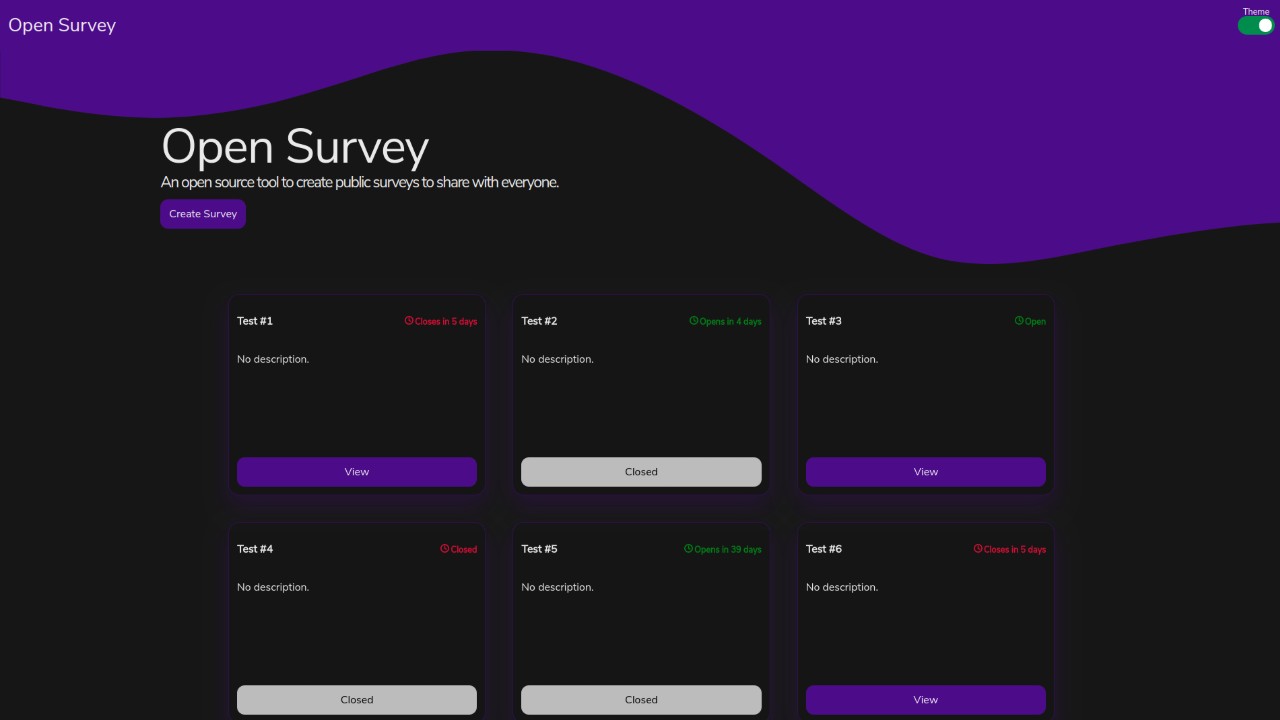 Open Survey
Theme
Open Survey
An open source tool to create public surveys to share with everyone.
Create Survey
Test #1
Closes in 5 days
No description.
View
Test #2
Opens in 4 days
No description.
Closed
Test #3
Open
No description.
View
Test #4
Closed
No description.
Closed
Test #5
Opens in 39 days
No description.
Closed
Test #6
Closes in 5 days
No description.
View